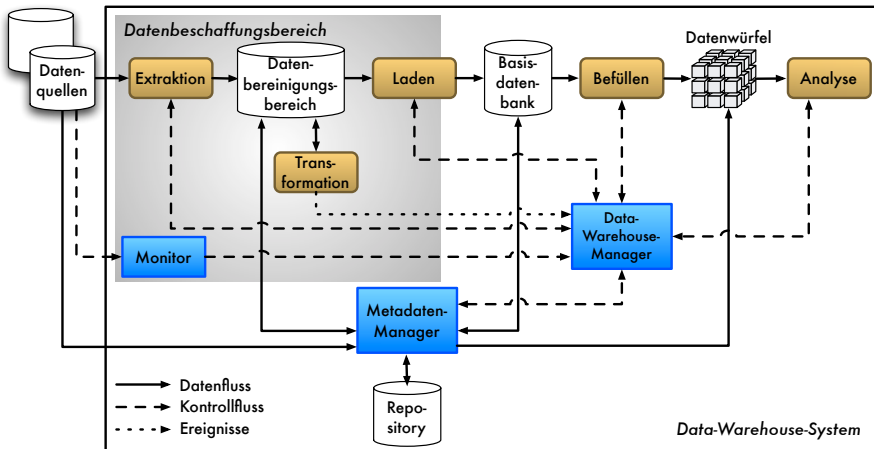 Datenbeschaffungsbereich
Daten-
quellen
Extraktion
Daten-
bereinigungs-
bereich
Laden
Basis-
daten-
bank
Befüllen
Datenwürfel
Analyse
Trans-
formation
Monitor
Data-
Warehouse-
Manager
Metadaten-
Manager
Repo-
sitory
Datenfluss
Kontrollfluss
Ereignisse
Data-Warehouse-System